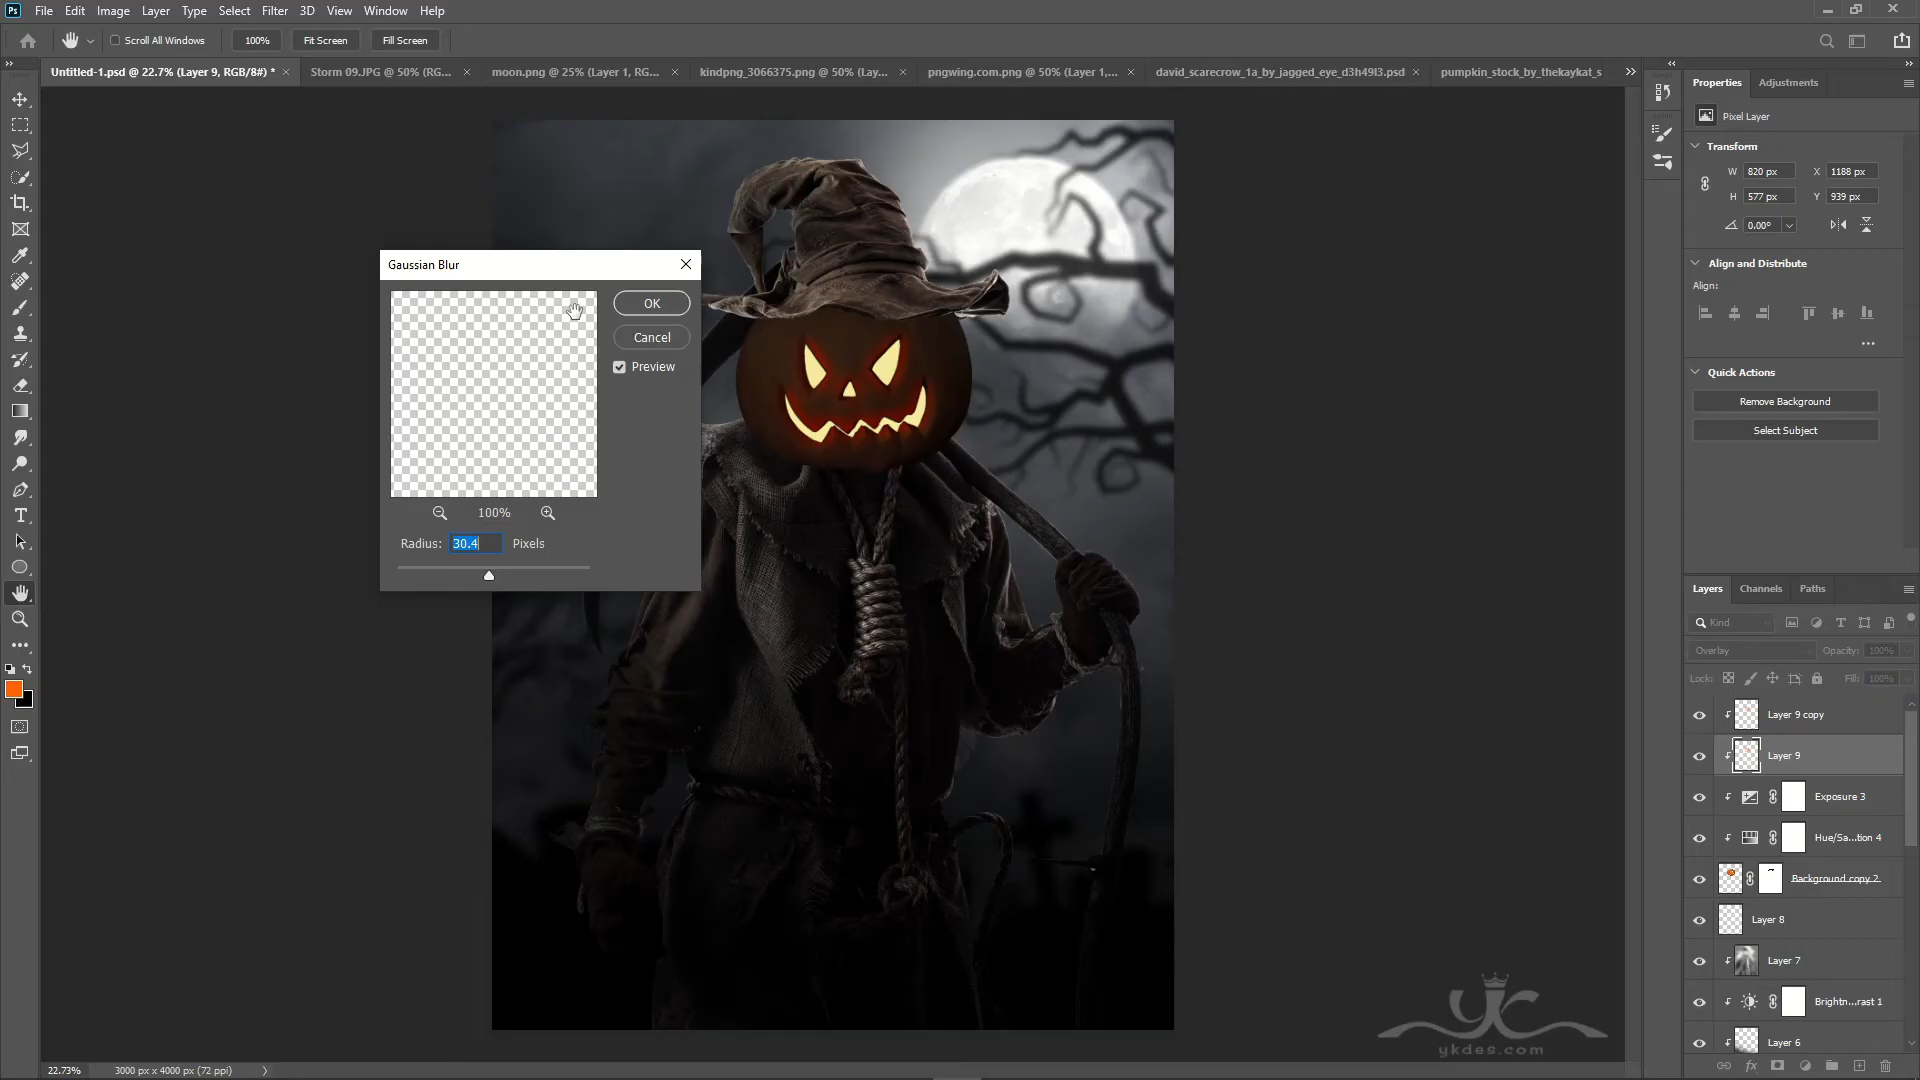 Ps File Edit Image Layer Type Select Filter 3D View Window Help
Scroll All Windows 100% Fit Screen Fill Screen
Untitled-1.psd @ 22.7% (Layer 9, RGB/8#) * Storm 09.JPG @ 50% (RG... moon.png @ 25% (Layer 1, RG... kindpng_3066375.png @ 50% (Lay... pngwing.com.png @ 50% (Layer 1,... david_scarecrow_1a_by_jagged_eye_d3h49l3.psd pumpkin_stock_by_thekaykat_s
Properties Adjustments
Pixel Layer
Transform
W 820 px X 1188 px
H 577 px Y 939 px
0.00°
Align and Distribute
Align:
Quick Actions
Remove Background
Select Subject
Gaussian Blur
OK
Cancel
Preview
100%
Radius: 30.4 Pixels
Layers Channels Paths
Kind
Overlay Opacity: 100%
Lock: Fill: 100%
Layer 9 copy
Layer 9
Exposure 3
Hue/Sa...tion 4
Background copy 2
Layer 8
Layer 7
Brightn...rast 1
Layer 6
fx
ykdes.com
22.73% 3000 px x 4000 px (72 ppi)